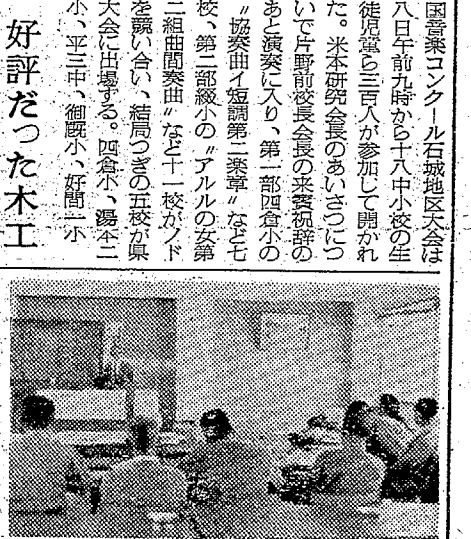 国音楽コンクール石城地区大会は
八日午前九時から十八中小校の生
徒児童ら三百人が参加して開かれ
た。米本研究会長のあいさつにつ
いで片野前校長会長の来賓祝辞の
あと演奏に入り、第一部四倉小の
〃協奏曲イ短調第二楽章〃など七
校、第二部綴小の〃アルルの女第
二組曲間奏曲〃など十一校がノド
を競い合い、結局つぎの五校が県
大会に出場する。四倉小、湯本二
小、平三中、御厩小、好間一小
好評だった木工